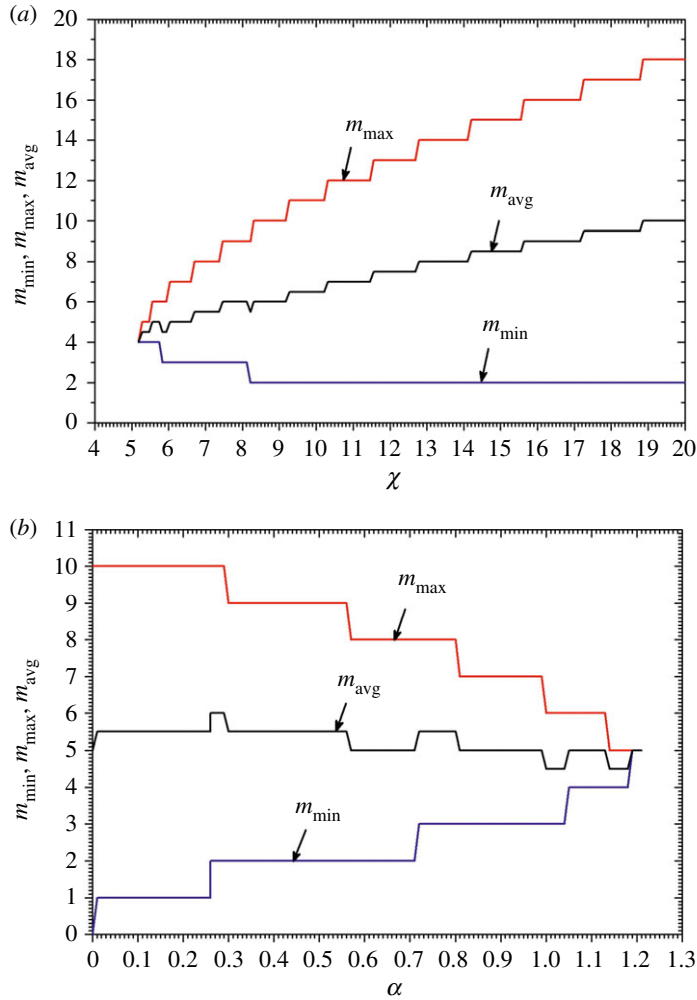 (a)
20
18
16
14
12
10
8
6
4
2
0
m_min, m_max, m_avg
m_max
m_avg
m_min
4 5 6 7 8 9 10 11 12 13 14 15 16 17 18 19 20
χ
(b)
11
10
9
8
7
6
5
4
3
2
1
0
m_min, m_max, m_avg
m_max
m_avg
m_min
0 0.1 0.2 0.3 0.4 0.5 0.6 0.7 0.8 0.9 1.0 1.1 1.2 1.3
α